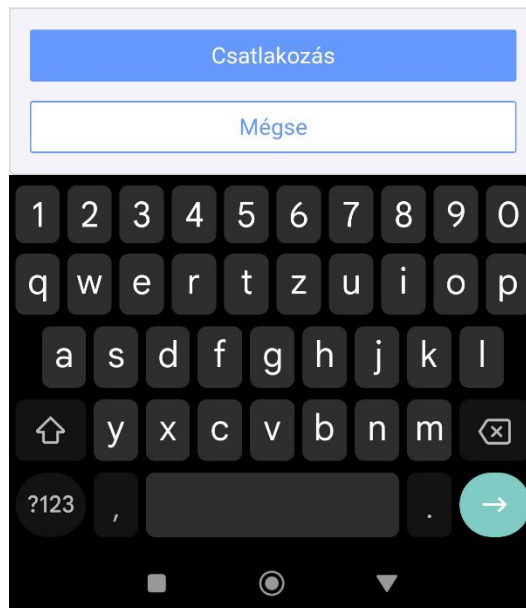 Csatlakozás
Mégse
1 2 3 4 5 6 7 8 9 0
q w e r t z u i o p
a s d f g h j k l
y x c v b n m
?123 , .